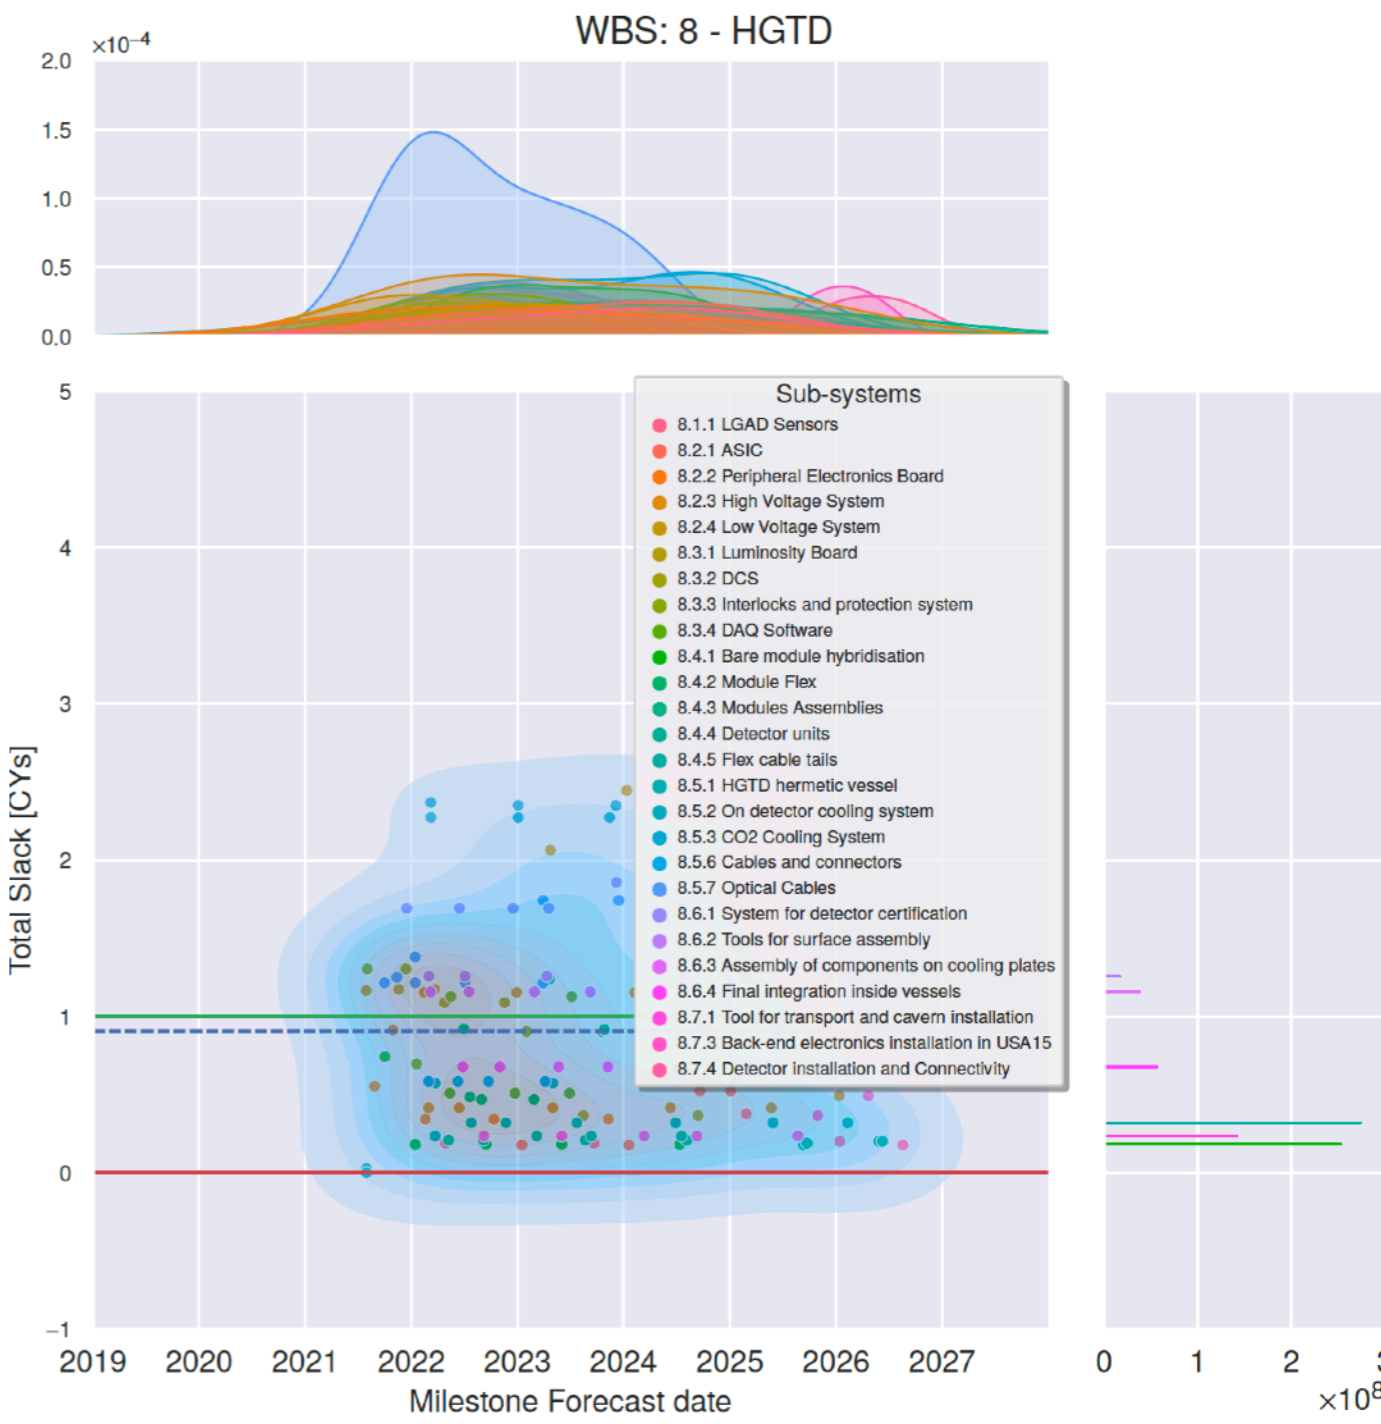 WBS: 8 - HGTD
×10⁻⁴
2.0
1.5
1.0
0.5
0.0
Sub-systems
8.1.1 LGAD Sensors
8.2.1 ASIC
8.2.2 Peripheral Electronics Board
8.2.3 High Voltage System
8.2.4 Low Voltage System
8.3.1 Luminosity Board
8.3.2 DCS
8.3.3 Interlocks and protection system
8.3.4 DAQ Software
8.4.1 Bare module hybridisation
8.4.2 Module Flex
8.4.3 Modules Assemblies
8.4.4 Detector units
8.4.5 Flex cable tails
8.5.1 HGTD hermetic vessel
8.5.2 On detector cooling system
8.5.3 CO2 Cooling System
8.5.6 Cables and connectors
8.5.7 Optical Cables
8.6.1 System for detector certification
8.6.2 Tools for surface assembly
8.6.3 Assembly of components on cooling plates
8.6.4 Final integration inside vessels
8.7.1 Tool for transport and cavern installation
8.7.3 Back-end electronics installation in USA15
8.7.4 Detector installation and Connectivity
Total Slack [CYs]
5
4
3
2
1
0
−1
2019 2020 2021 2022 2023 2024 2025 2026 2027
Milestone Forecast date
0 1 2
×10⁸